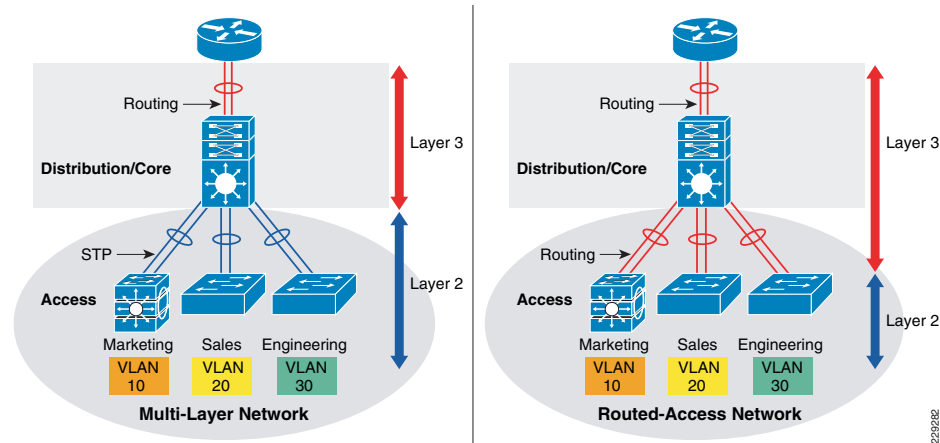 Routing
Layer 3
Distribution/Core
STP
Layer 2
Access
Marketing Sales Engineering
VLAN 10
VLAN 20
VLAN 30
Multi-Layer Network
Routing
Layer 3
Distribution/Core
Routing
Access
Layer 2
Marketing Sales Engineering
VLAN 10
VLAN 20
VLAN 30
Routed-Access Network
229282